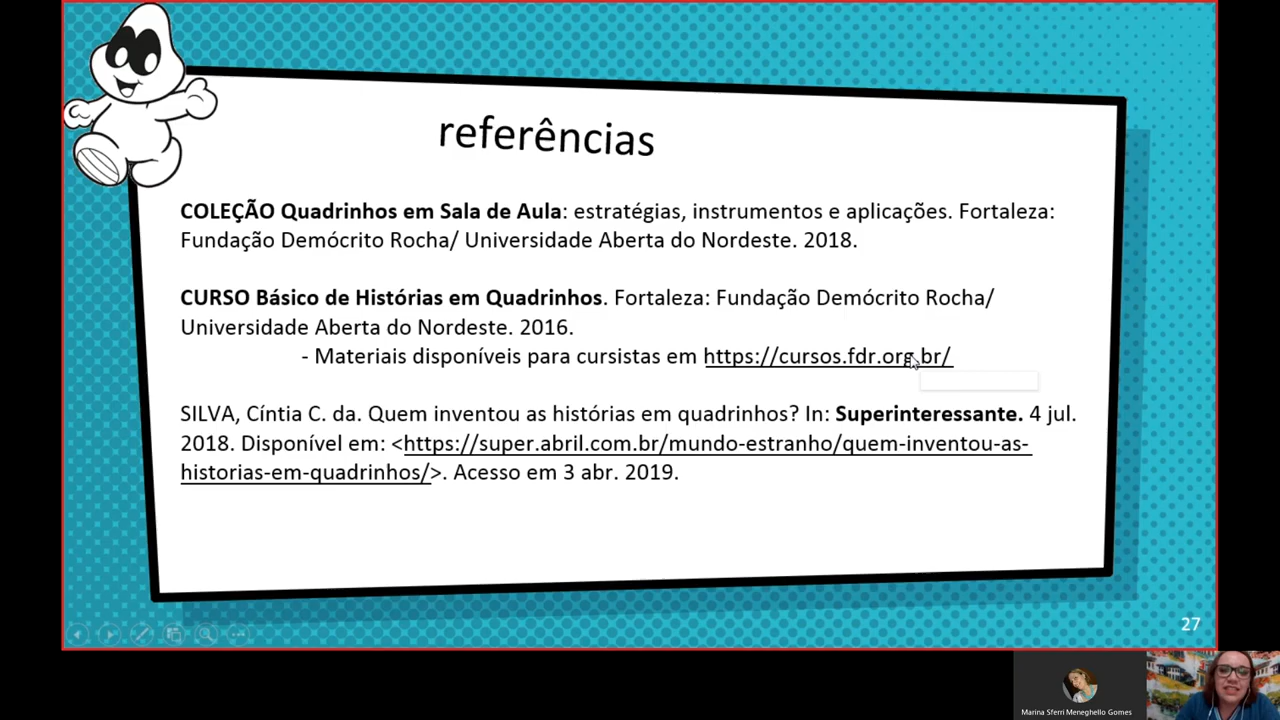 referências
COLEÇÃO Quadrinhos em Sala de Aula: estratégias, instrumentos e aplicações. Fortaleza:
Fundação Demócrito Rocha/ Universidade Aberta do Nordeste. 2018.
CURSO Básico de Histórias em Quadrinhos. Fortaleza: Fundação Demócrito Rocha/
Universidade Aberta do Nordeste. 2016.
- Materiais disponíveis para cursistas em https://cursos.fdr.org.br/
SILVA, Cíntia C. da. Quem inventou as histórias em quadrinhos? In: Superinteressante. 4 jul.
2018. Disponível em: <https://super.abril.com.br/mundo-estranho/quem-inventou-as-
historias-em-quadrinhos/>. Acesso em 3 abr. 2019.
27
Marina Sferri Meneghello Gomes